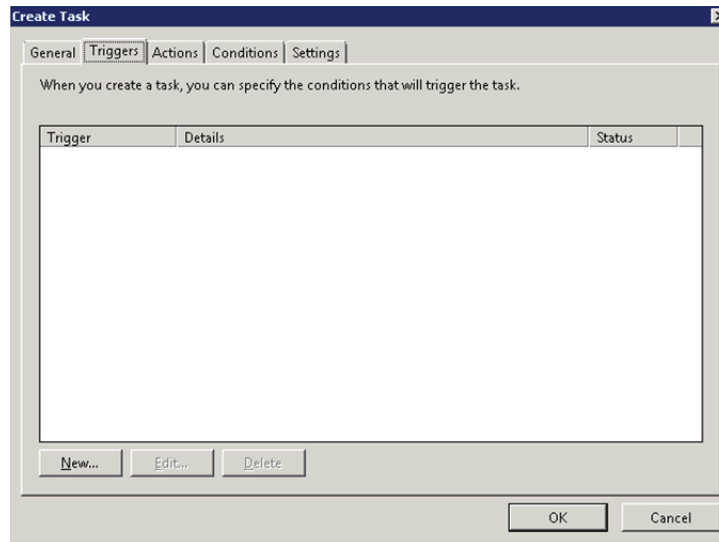 Create Task
General Triggers Actions Conditions Settings
When you create a task, you can specify the conditions that will trigger the task.
Trigger Details Status
New... Edit... Delete
OK Cancel